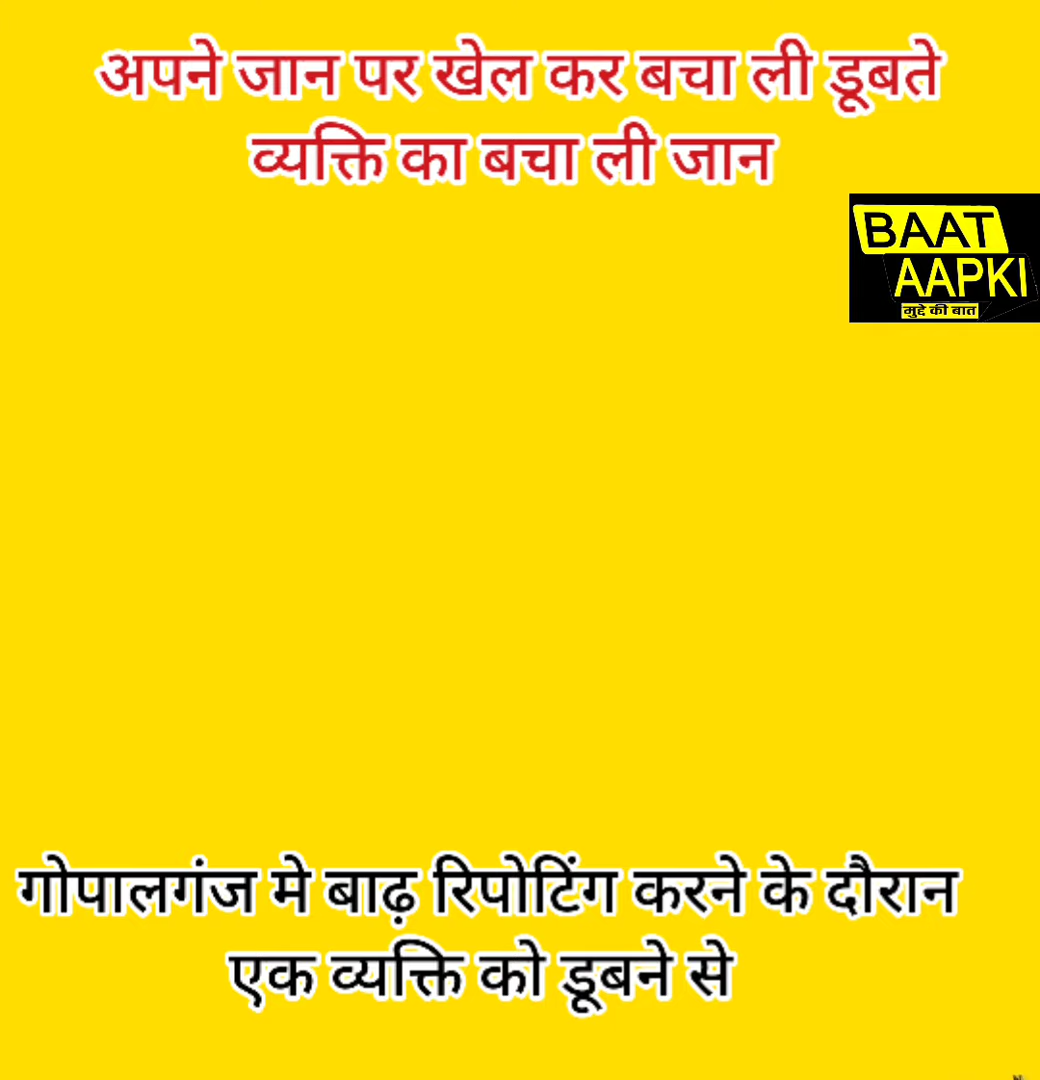 अपने जान पर खेल कर बचा ली डूबते
व्यक्ति का बचा ली जान
BAAT
AAPKI
मुद्दे की बात
गोपालगंज मे बाढ़ रिपोटिंग करने के दौरान
एक व्यक्ति को डूबने से